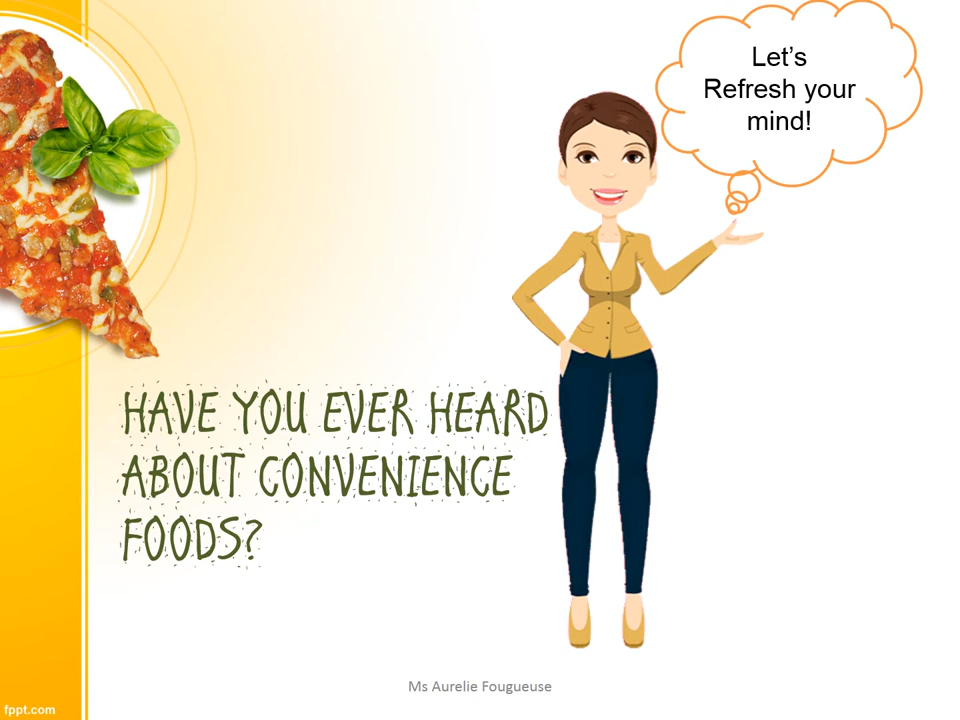 Let’s
Refresh your
mind!
HAVE YOU EVER HEARD
ABOUT CONVENIENCE
FOODS?
Ms Aurelie Fougueuse
fppt.com